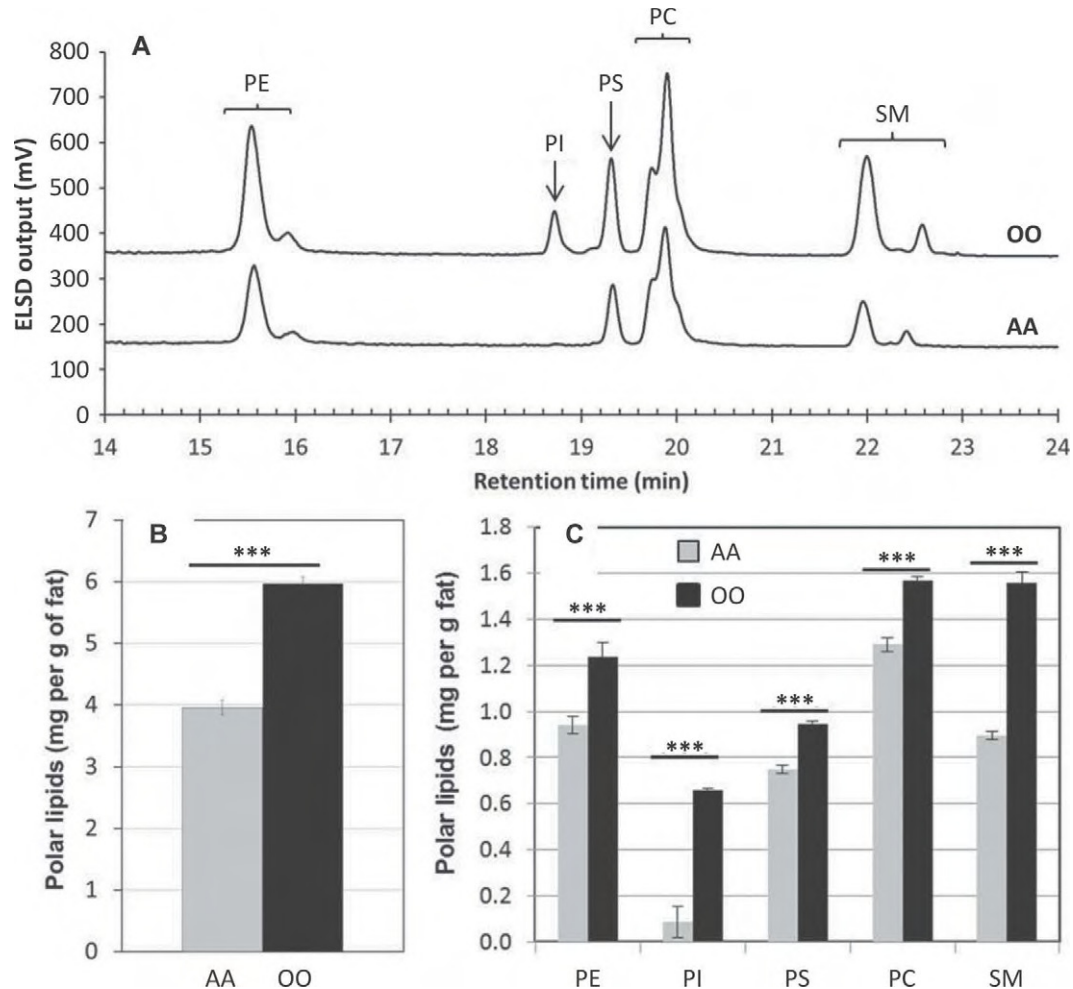 A
PC
PE
PI
PS
SM
OO
AA
ELSD output (mV)
800
700
600
500
400
300
200
100
0
14 15 16 17 18 19 20 21 22 23 24
Retention time (min)
B
***
Polar lipids (mg per g of fat)
7
6
5
4
3
2
1
0
AA OO
C
AA
OO
*** *** *** *** ***
Polar lipids (mg per g fat)
1.8
1.6
1.4
1.2
1.0
0.8
0.6
0.4
0.2
0.0
PE PI PS PC SM